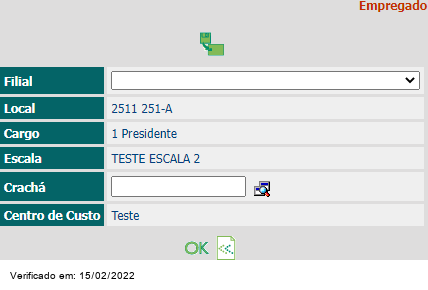 Empregado
Filial
Local 2511 251-A
Cargo 1 Presidente
Escala TESTE ESCALA 2
Crachá
Centro de Custo Teste
OK
Verificado em: 15/02/2022